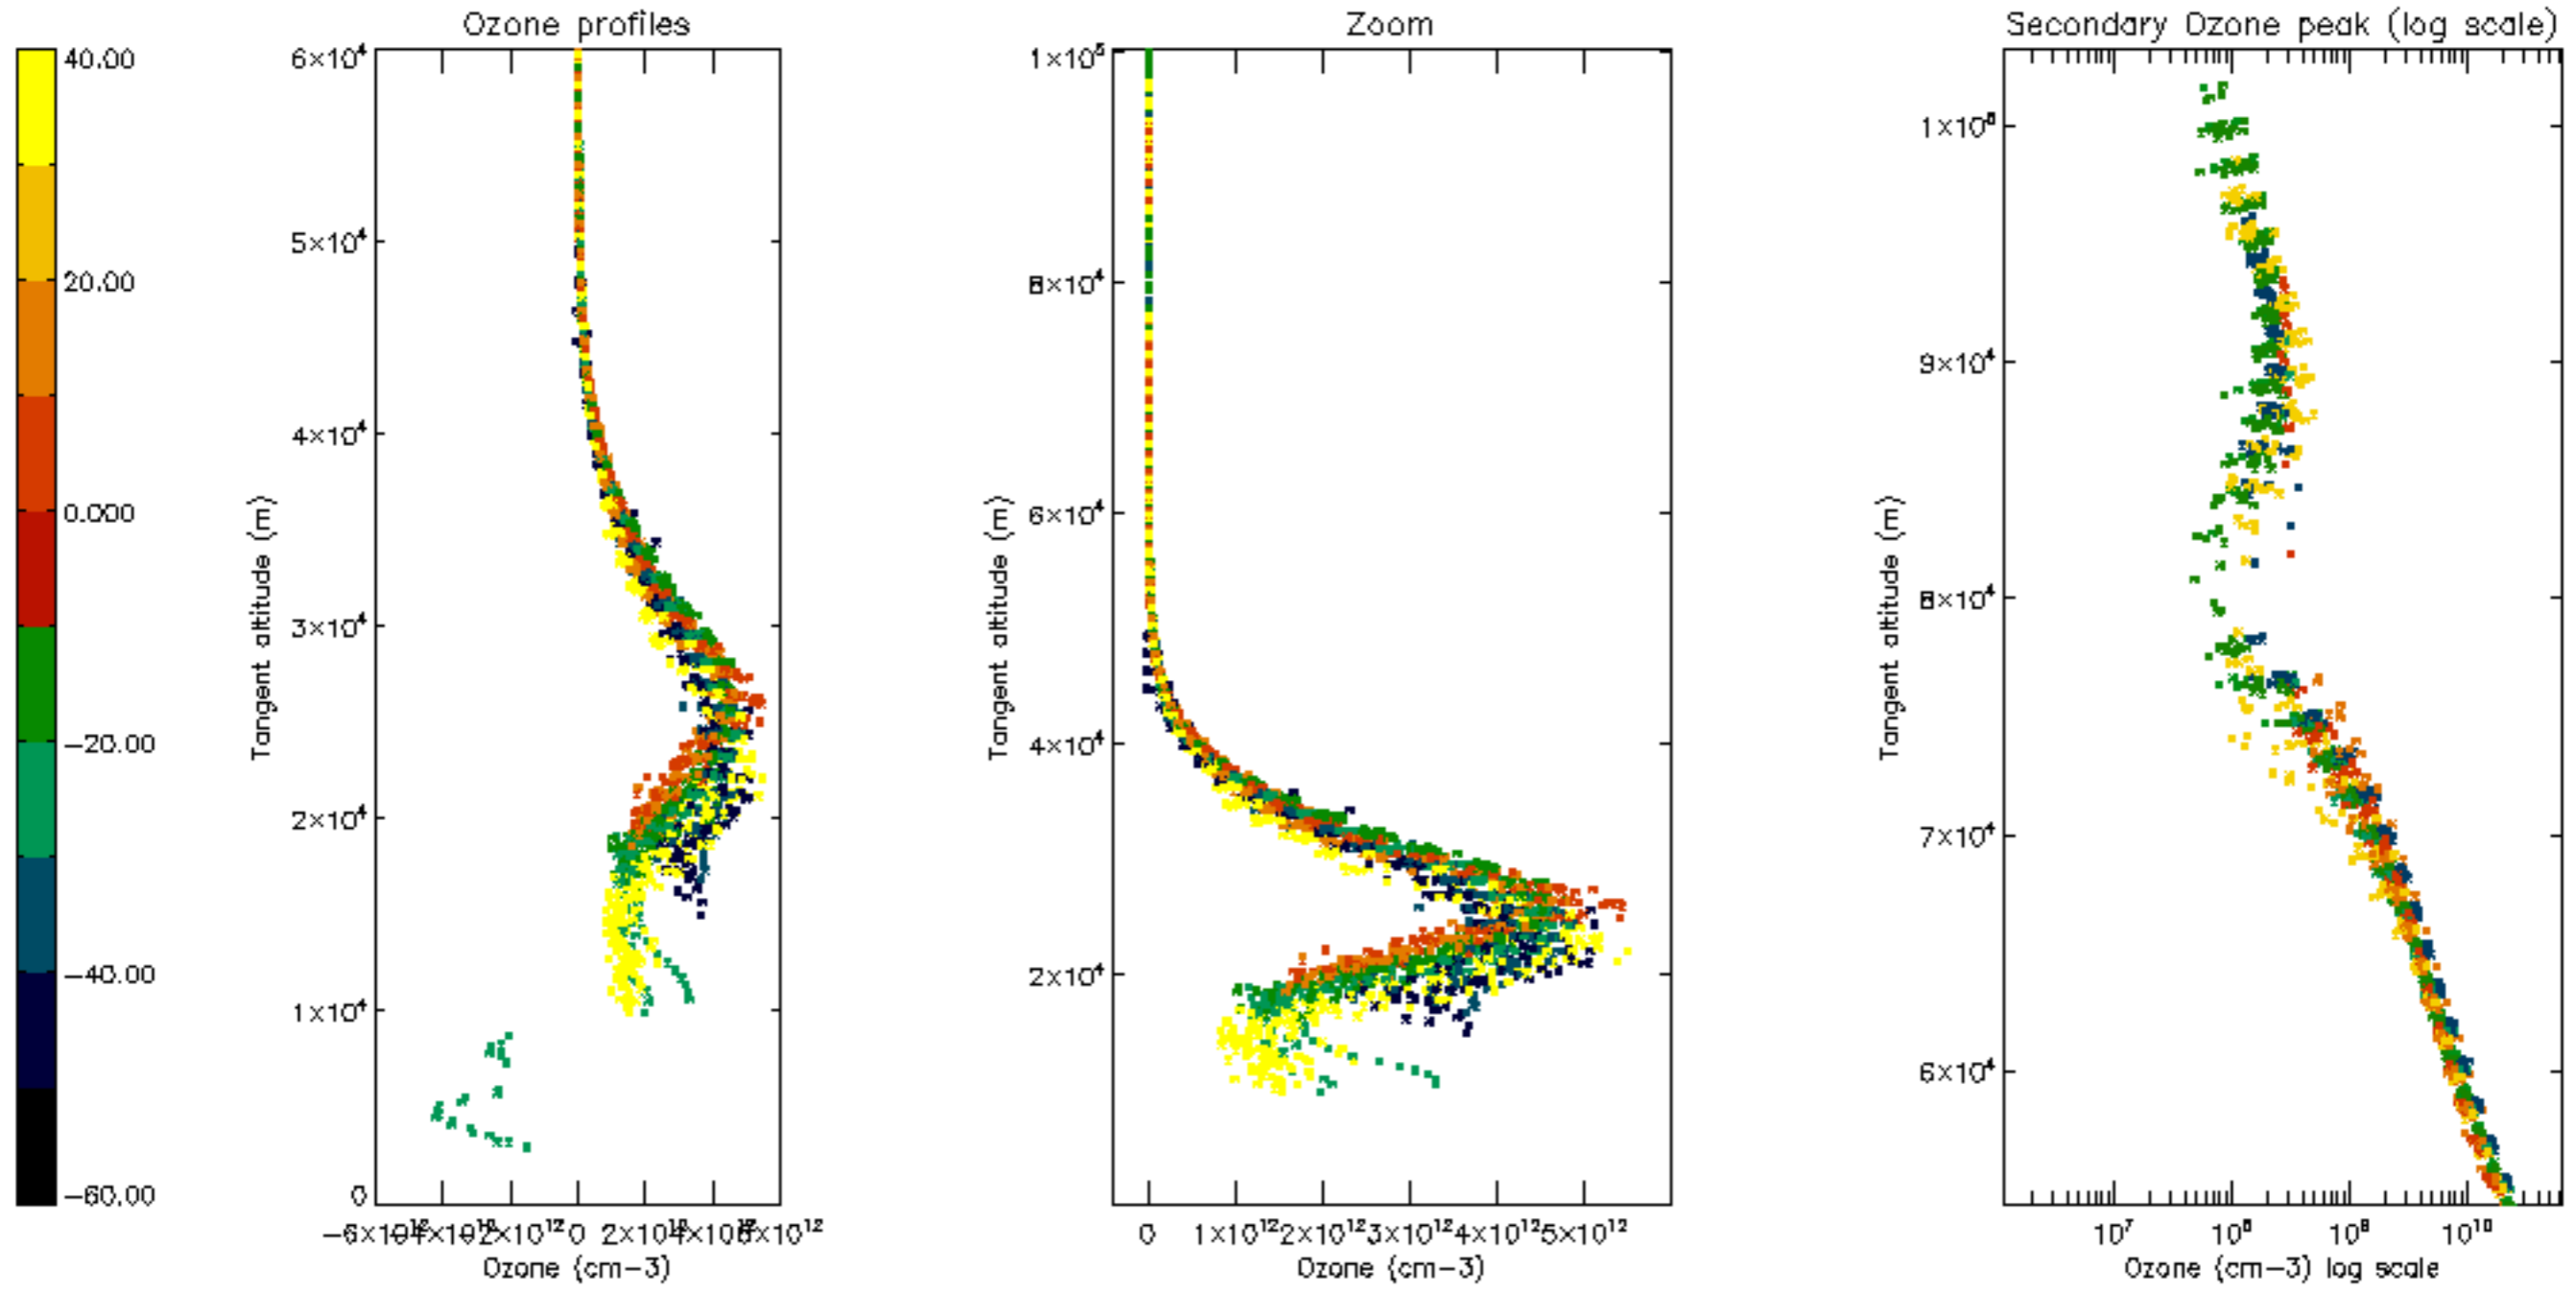 Ozone profiles
Zoom
Secondary Ozone peak (log scale)
40.00
20.00
0.000
−20.00
−40.00
−60.00
Tangent altitude (m)
6×10⁴
5×10⁴
4×10⁴
3×10⁴
2×10⁴
1×10⁴
0
0
Ozone (cm−3)
Tangent altitude (m)
1×10⁵
8×10⁴
6×10⁴
4×10⁴
2×10⁴
0 1×10¹² 2×10¹² 3×10¹² 4×10¹² 5×10¹²
Ozone (cm−3)
Tangent altitude (m)
1×10⁵
9×10⁴
8×10⁴
7×10⁴
6×10⁴
10⁷ 10⁸ 10⁹ 10¹⁰
Ozone (cm−3) log scale